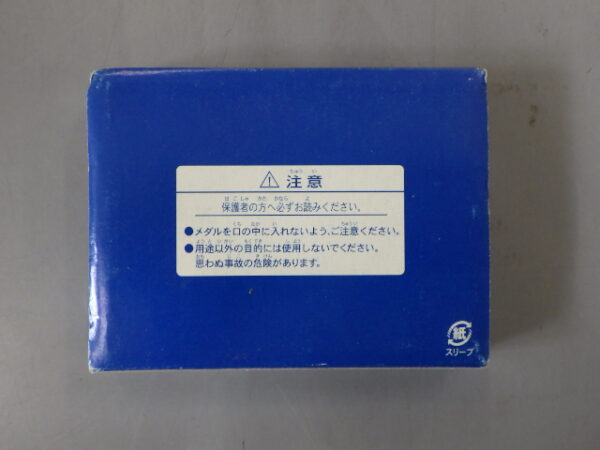 ⚠ 注意
保護者の方へ必ずお読みください。
●メダルを口の中に入れないよう、ご注意ください。
●用途以外の目的には使用しないでください。
思わぬ事故の危険があります。
紙
スリーブ